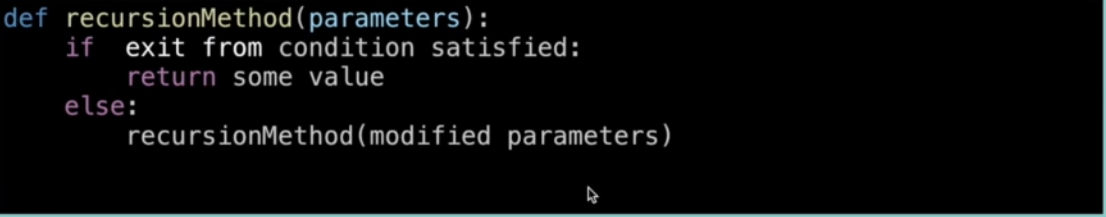 def recursionMethod(parameters):
    if  exit from condition satisfied:
        return some value
    else:
        recursionMethod(modified parameters)